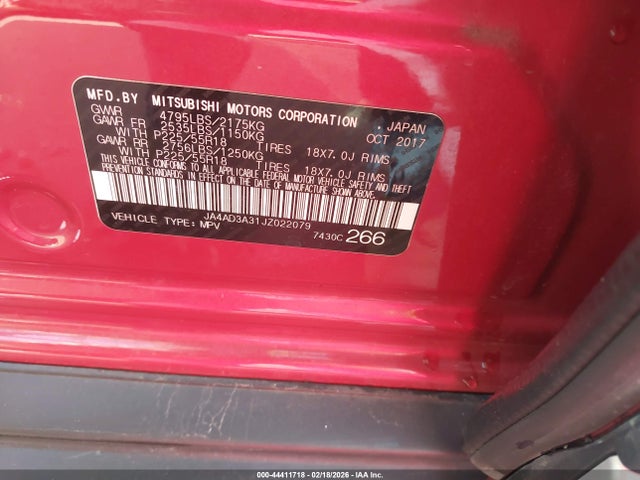 MFD.BY MITSUBISHI MOTORS CORPORATION , JAPAN
GVWR 4795LBS/2175KG OCT 2017
GAWR FR 2535LBS/1150KG
WITH P225/55R18 TIRES 18X7.0J RIMS
GAWR RR 2756LBS/1250KG
WITH P225/55R18 TIRES 18X7.0J RIMS
THIS VEHICLE CONFORMS TO ALL APPLICABLE FEDERAL MOTOR VEHICLE SAFETY AND THEFT
PREVENTION STANDARDS IN EFFECT ON THE DATE OF MANUFACTURE SHOWN ABOVE.
JA4AD3A31JZ022079
VEHICLE TYPE: MPV 7430C 266
000-44411718 - 02/18/2026 - IAAI, Inc.